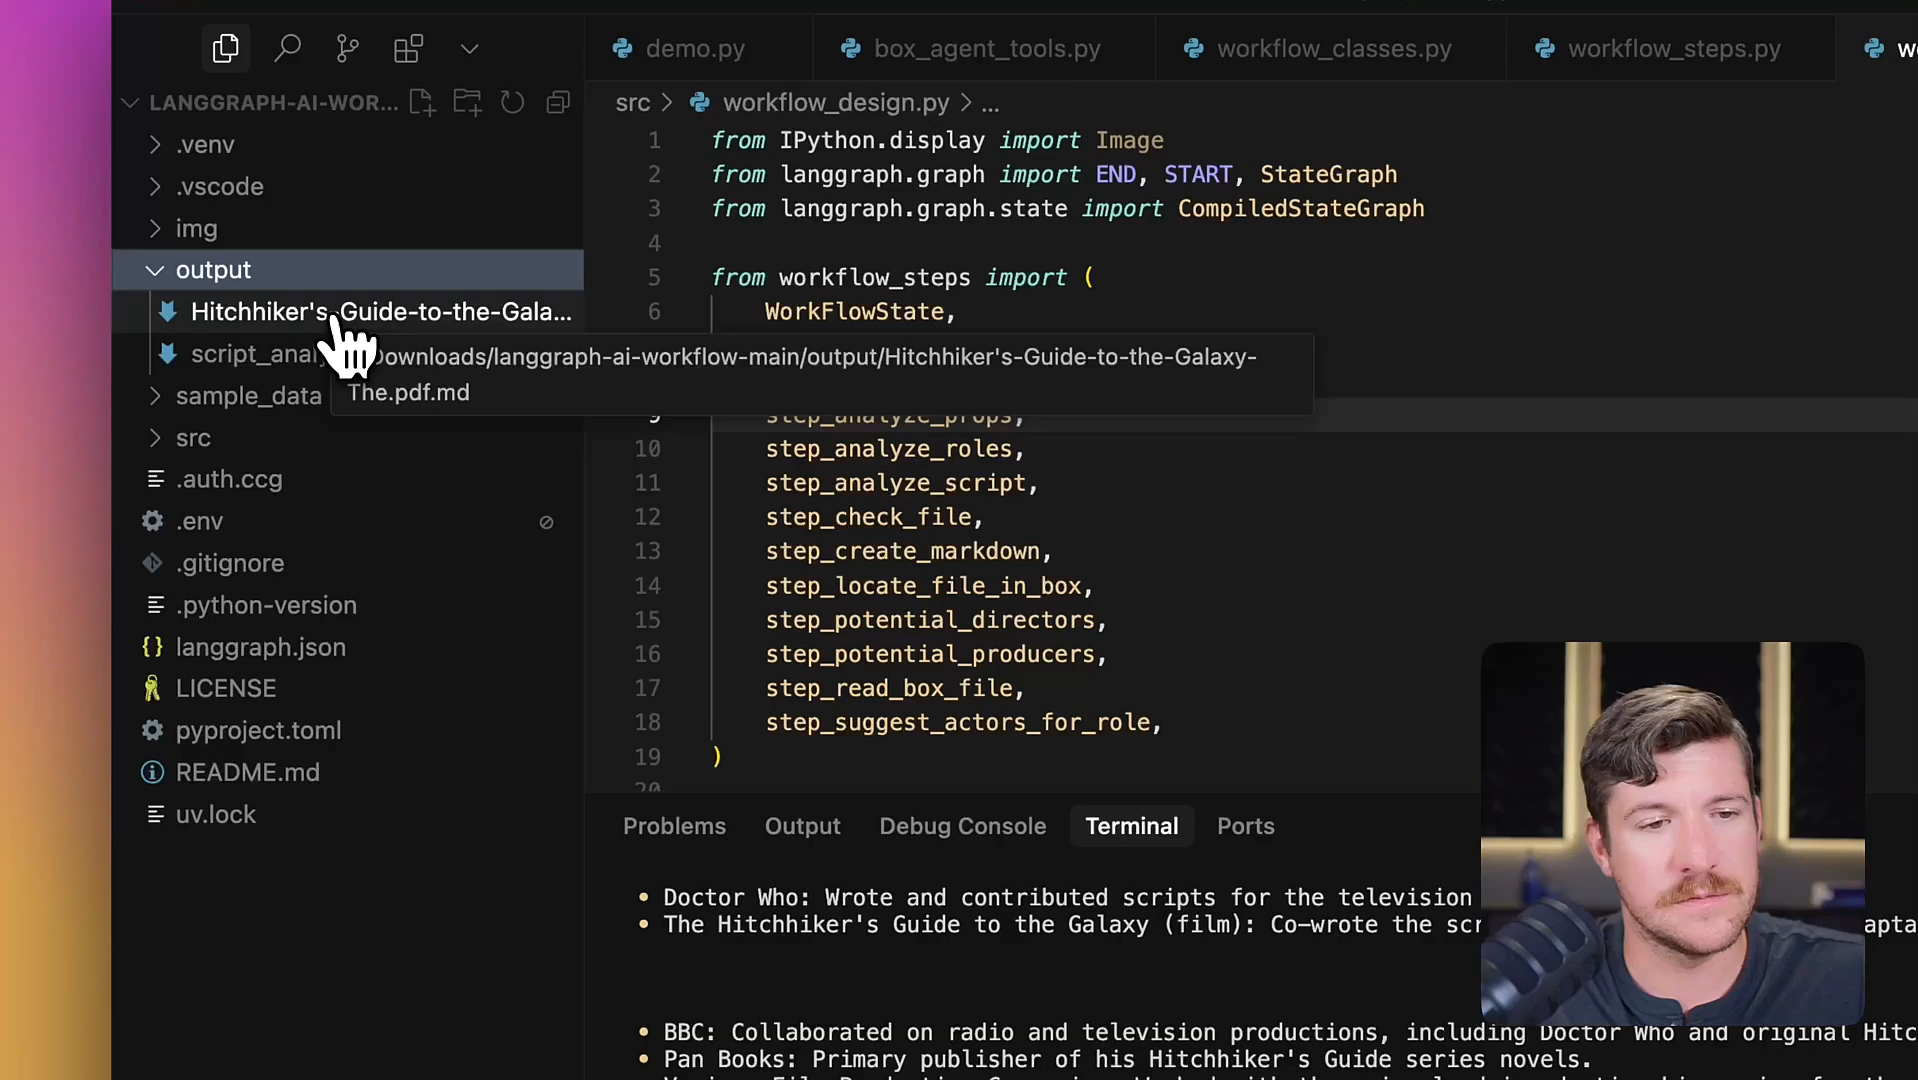 demo.py
box_agent_tools.py
workflow_classes.py
workflow_steps.py
LANGGRAPH-AI-WOR...
.venv
.vscode
img
output
Hitchhiker's-Guide-to-the-Gala...
sample_data
src
.auth.ccg
.env
.gitignore
.python-version
langgraph.json
LICENSE
pyproject.toml
README.md
uv.lock
src > workflow_design.py > ...
1 from IPython.display import Image
2 from langgraph.graph import END, START, StateGraph
3 from langgraph.graph.state import CompiledStateGraph
4
5 from workflow_steps import (
6 WorkFlowState,
Downloads/langgraph-ai-workflow-main/output/Hitchhiker's-Guide-to-the-Galaxy-
The.pdf.md
9 step_analyze_props,
10 step_analyze_roles,
11 step_analyze_script,
12 step_check_file,
13 step_create_markdown,
14 step_locate_file_in_box,
15 step_potential_directors,
16 step_potential_producers,
17 step_read_box_file,
18 step_suggest_actors_for_role,
19 )
20
Problems Output Debug Console Terminal Ports
• Doctor Who: Wrote and contributed scripts for the television
• The Hitchhiker's Guide to the Galaxy (film): Co-wrote the
• BBC: Collaborated on radio and television productions, including Doctor Who and original
• Pan Books: Primary publisher of his Hitchhiker's Guide series novels.